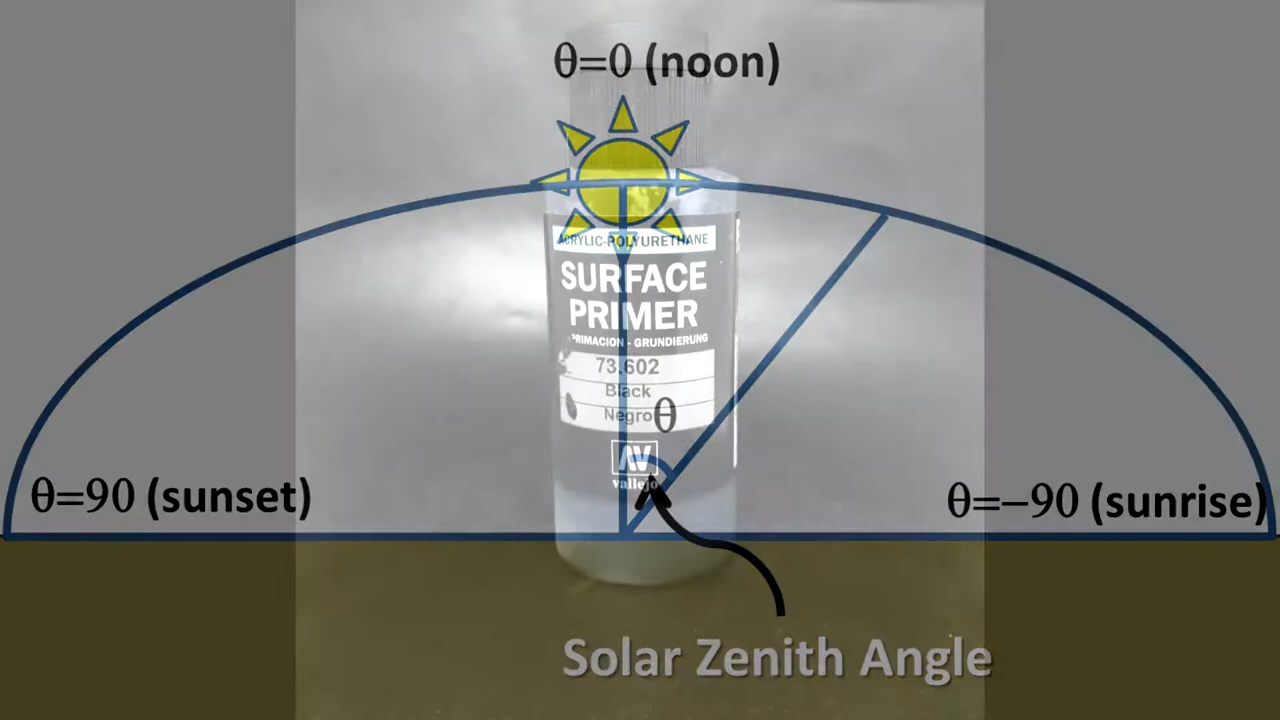 θ=0 (noon)
ACRYLIC-POLYURETHANE
SURFACE
PRIMER
PRIMACION - GRUNDIERUNG
73.602
Black
Negro
θ
AV
vallejo
θ=90 (sunset)
θ=−90 (sunrise)
Solar Zenith Angle